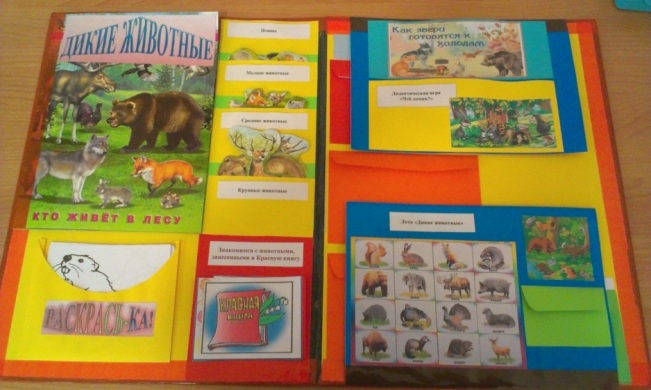 ДИКИЕ ЖИВОТНЫЕ
КТО ЖИВЁТ В ЛЕСУ
Птицы
Мелкие животные
Средние животные
Крупные животные
РАСКРАСЬ-КА!
Знакомимся с животными,
занесенными в Красную книгу
КРАСНАЯ
КНИГА
Как звери
готовятся к
холодам
Дидактическая игра
«Чей домик?»
Лото «Дикие животные»